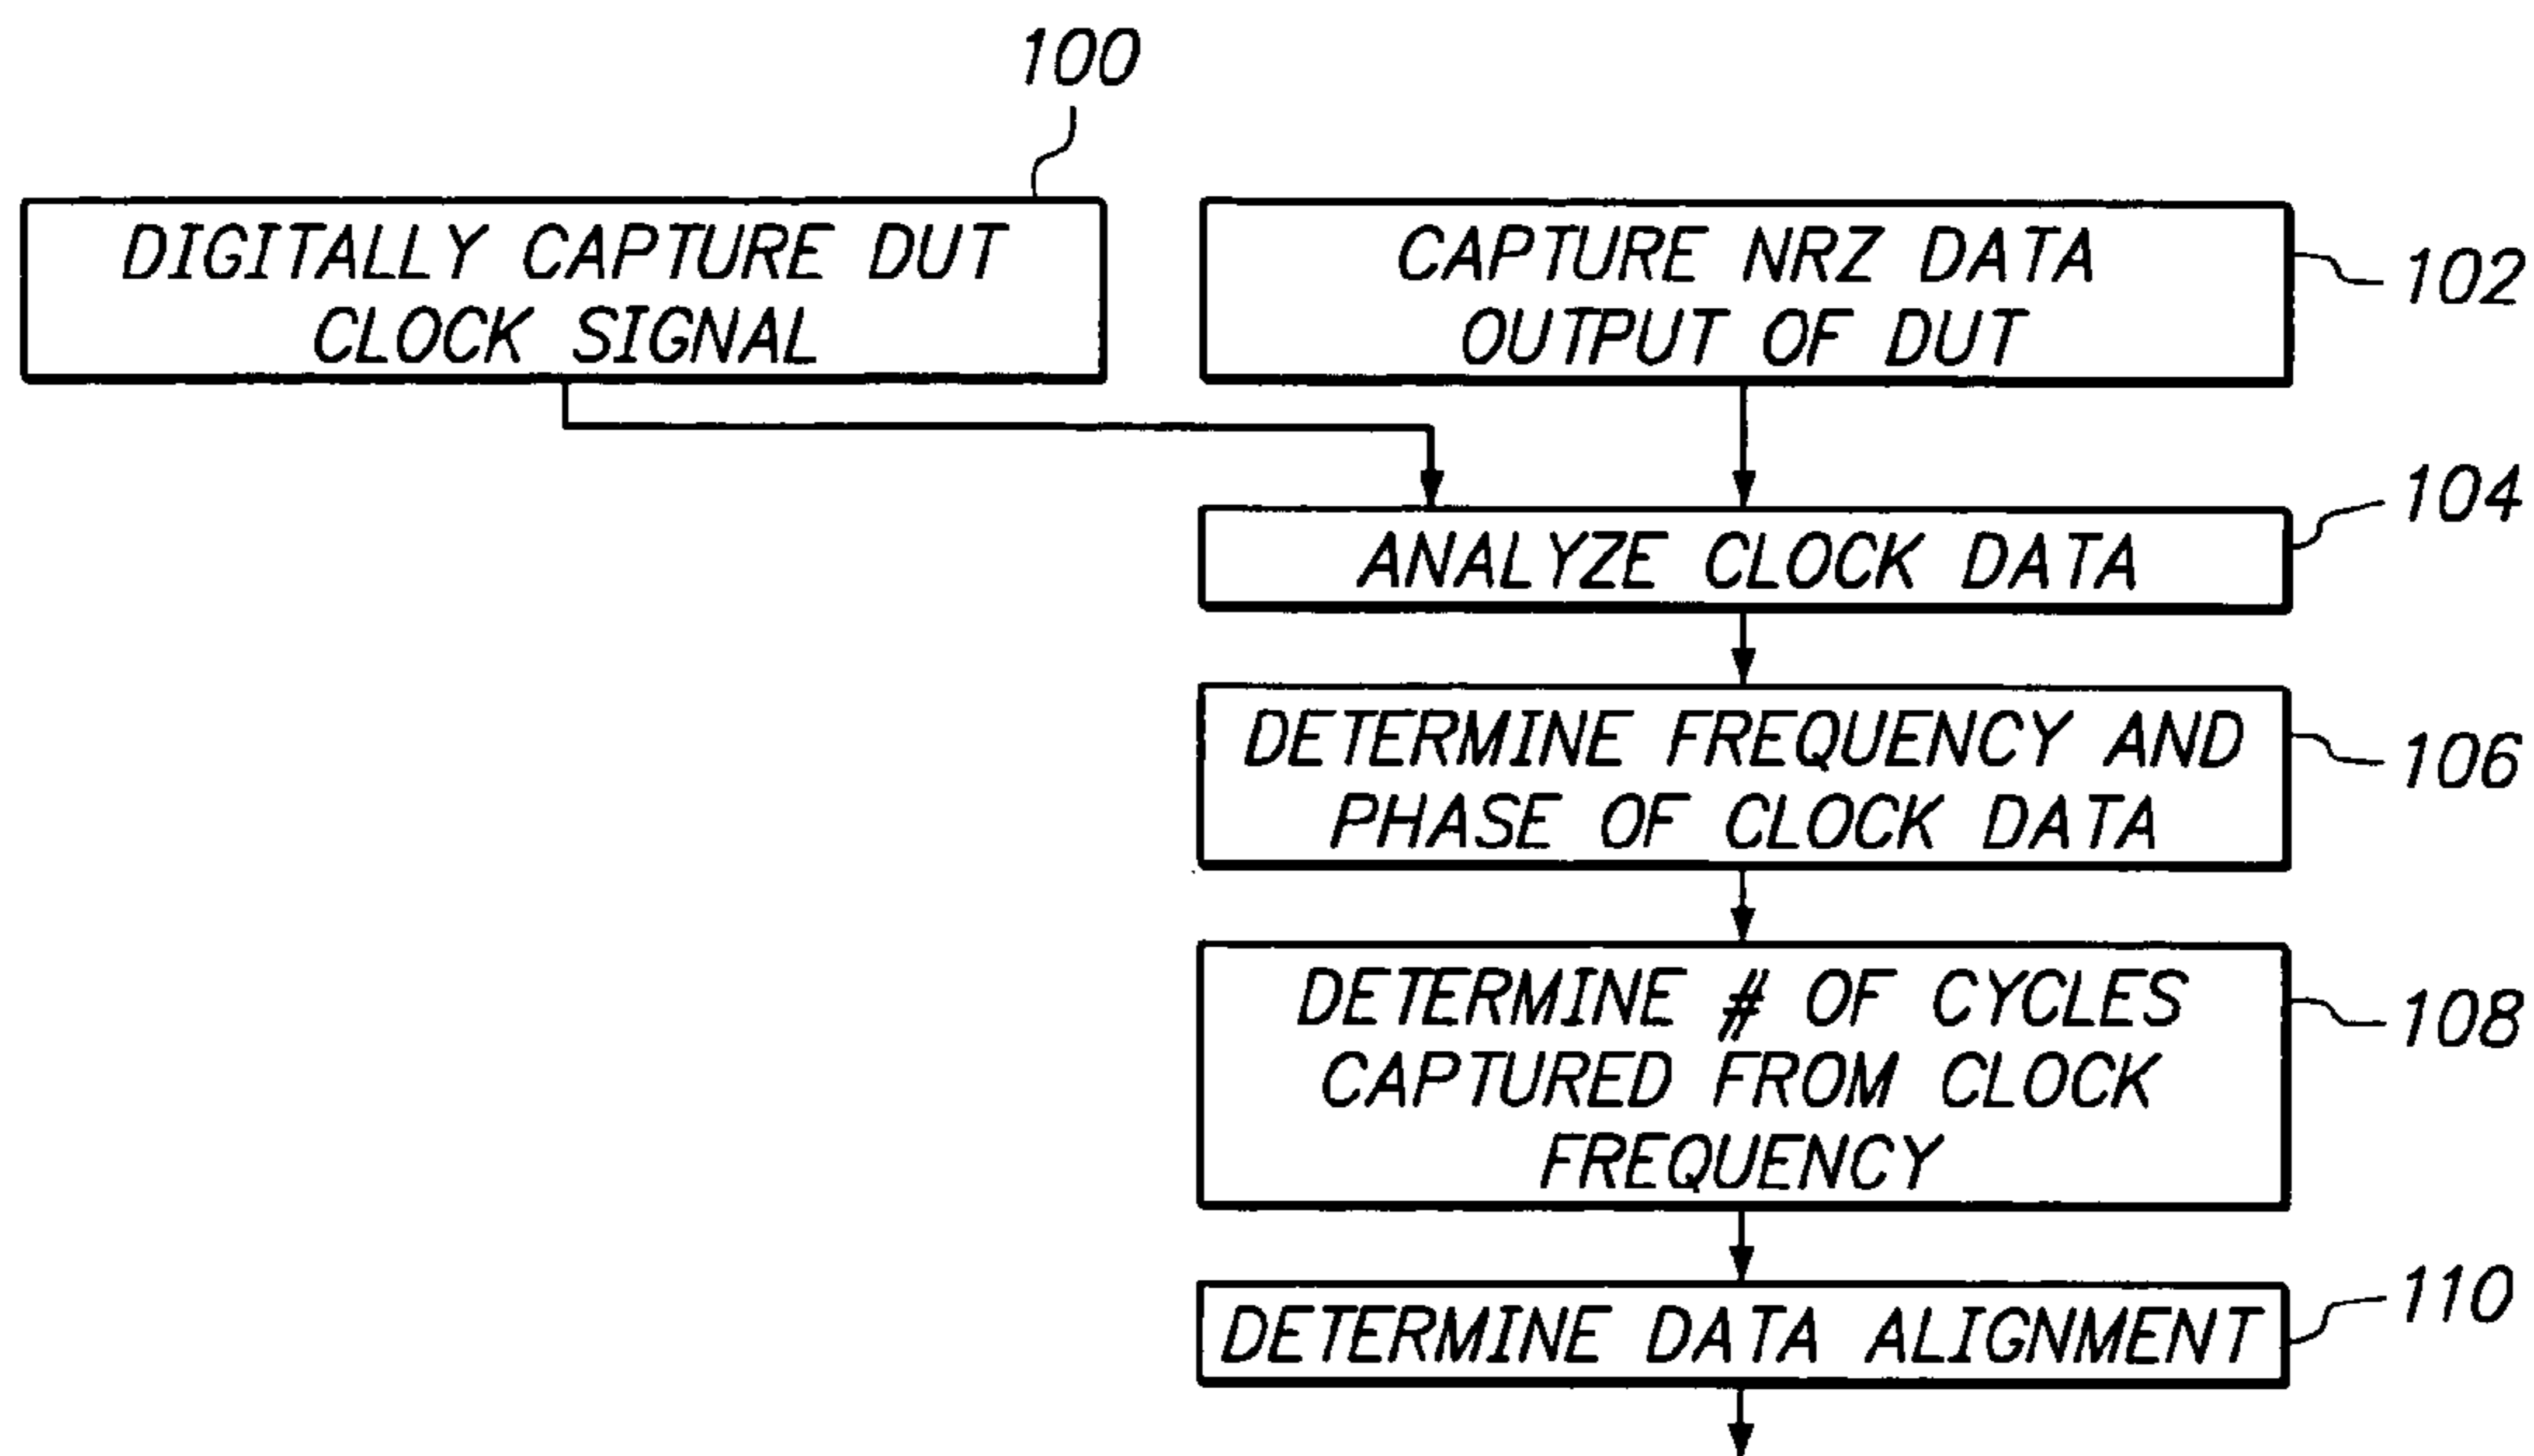 100
DIGITALLY CAPTURE DUT
CLOCK SIGNAL
CAPTURE NRZ DATA
OUTPUT OF DUT
102
ANALYZE CLOCK DATA
104
DETERMINE FREQUENCY AND
PHASE OF CLOCK DATA
106
DETERMINE # OF CYCLES
CAPTURED FROM CLOCK
FREQUENCY
108
DETERMINE DATA ALIGNMENT
110